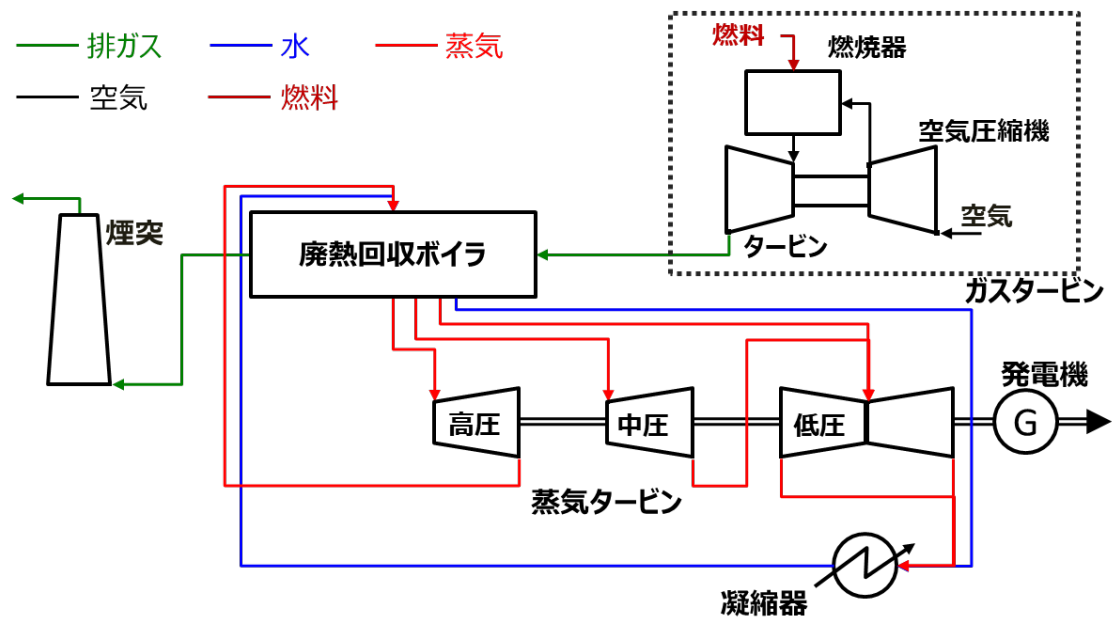 排ガス
水
蒸気
空気
燃料
燃料
燃焼器
空気圧縮機
空気
タービン
ガスタービン
煙突
廃熱回収ボイラ
発電機
高圧
中圧
低圧
G
蒸気タービン
凝縮器